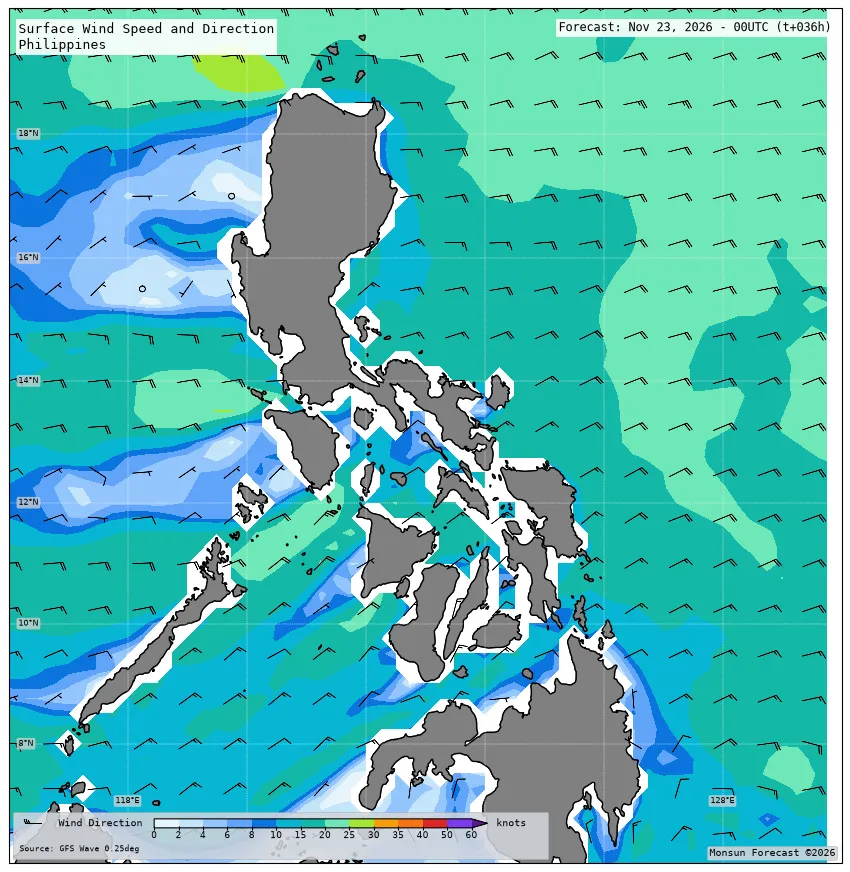 Surface Wind Speed and Direction
Philippines
Forecast: Nov 23, 2026 - 00UTC (t+036h)
18°N
16°N
14°N
12°N
10°N
8°N
118°E
128°E
Wind Direction
0 2 4 6 8 10 15 20 25 30 35 40 50 60
knots
Source: GFS Wave 0.25deg
Monsun Forecast ©2026